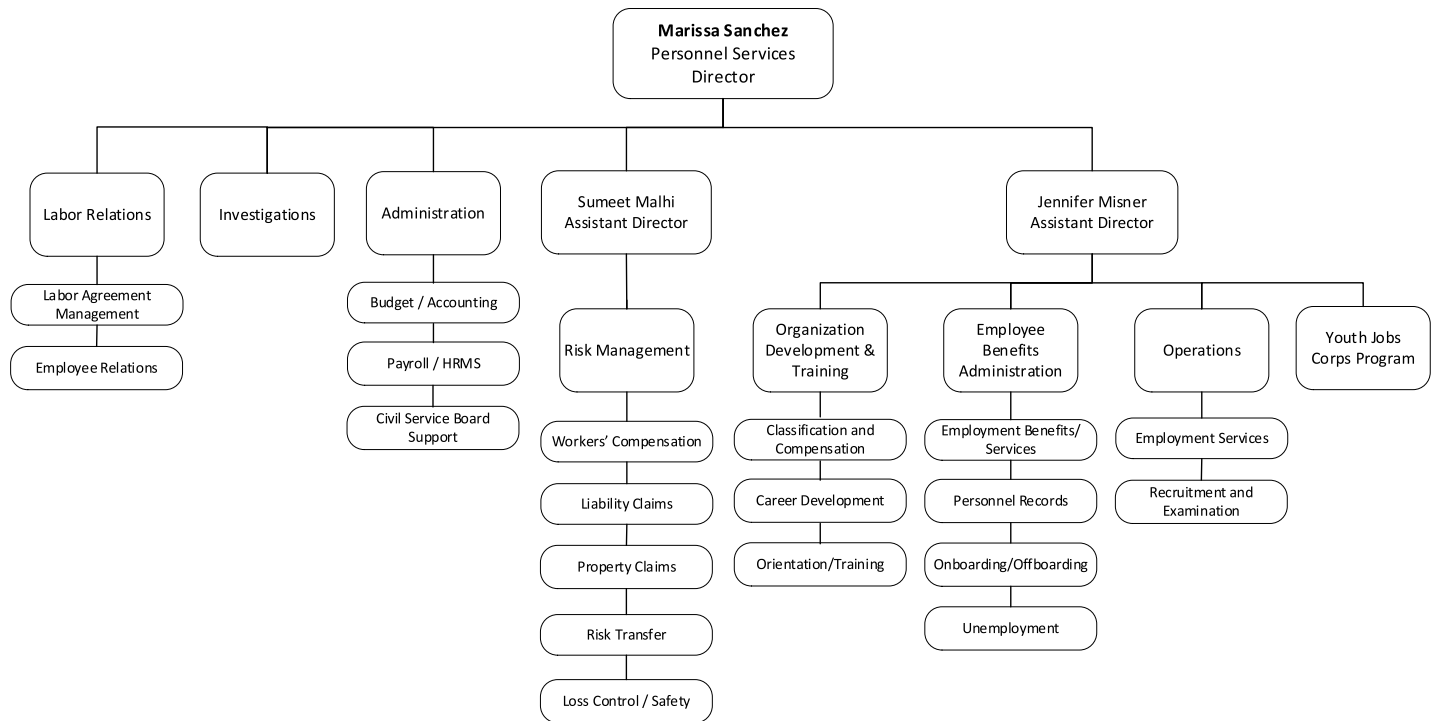 Marissa Sanchez
Personnel Services
Director
Labor Relations
Investigations
Administration
Sumeet Malhi
Assistant Director
Jennifer Misner
Assistant Director
Labor Agreement
Management
Employee Relations
Budget / Accounting
Payroll / HRMS
Civil Service Board
Support
Risk Management
Workers’ Compensation
Liability Claims
Property Claims
Risk Transfer
Loss Control / Safety
Organization
Development &
Training
Classification and
Compensation
Career Development
Orientation/Training
Employee
Benefits
Administration
Employment Benefits/
Services
Personnel Records
Onboarding/Offboarding
Unemployment
Operations
Employment Services
Recruitment and
Examination
Youth Jobs
Corps Program